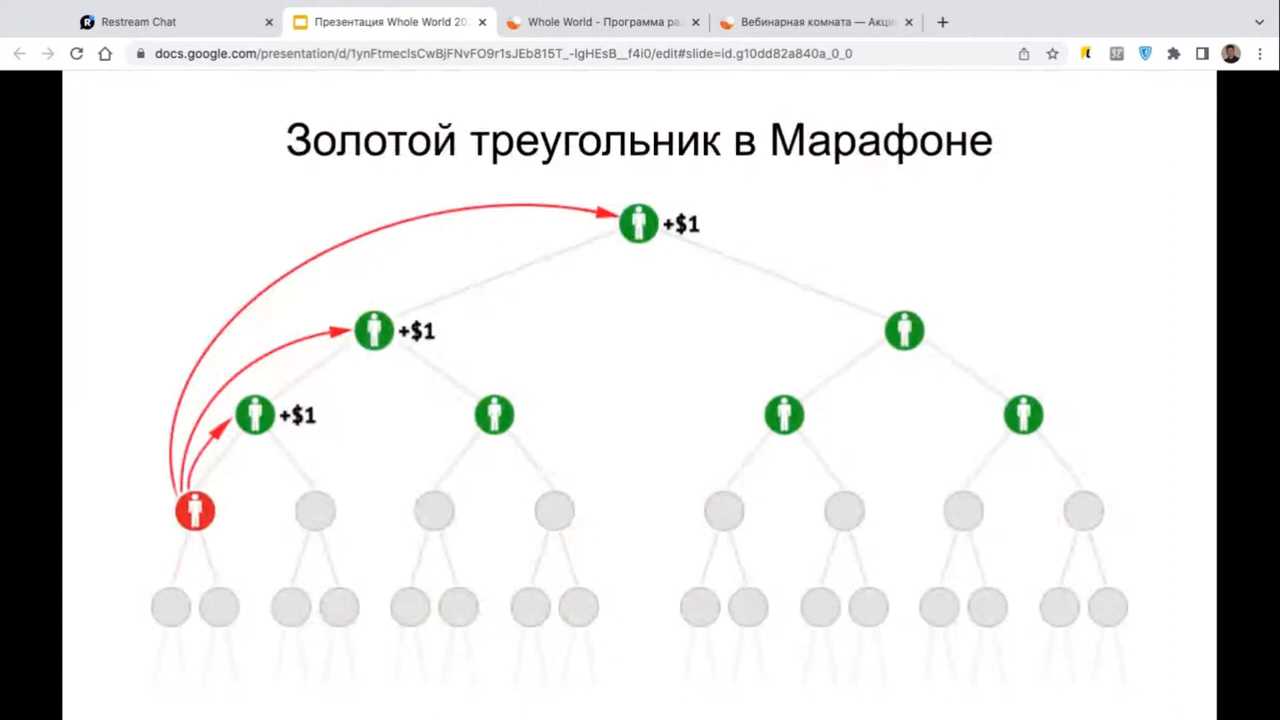 Restream Chat
Презентация Whole World 20
Whole World - Программа ра
Вебинарная комната — Акци
docs.google.com/presentation/d/1ynFtmeclsCwBjFNvFO9r1sJEb815T_-IgHEsB__f4i0/edit#slide=id.g10dd82a840a_0_0
Золотой треугольник в Марафоне
+$1
+$1
+$1